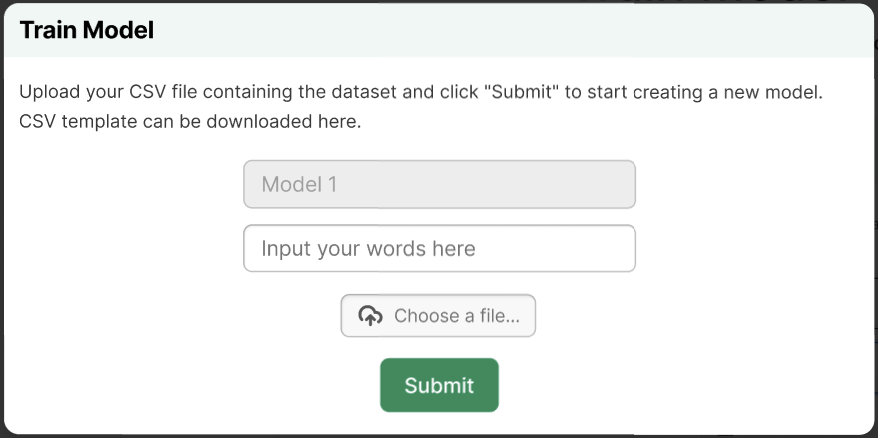 Train Model
Upload your CSV file containing the dataset and click "Submit" to start creating a new model.
CSV template can be downloaded here.
Model 1
Input your words here
Choose a file...
Submit